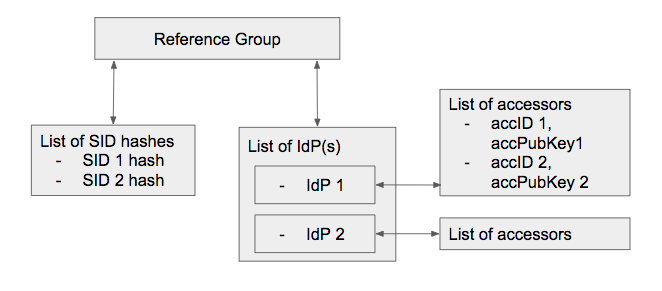 Reference Group
List of SID hashes
- SID 1 hash
- SID 2 hash
List of IdP(s)
- IdP 1
- IdP 2
List of accessors
- accID 1,
accPubKey1
- accID 2,
accPubKey 2
List of accessors